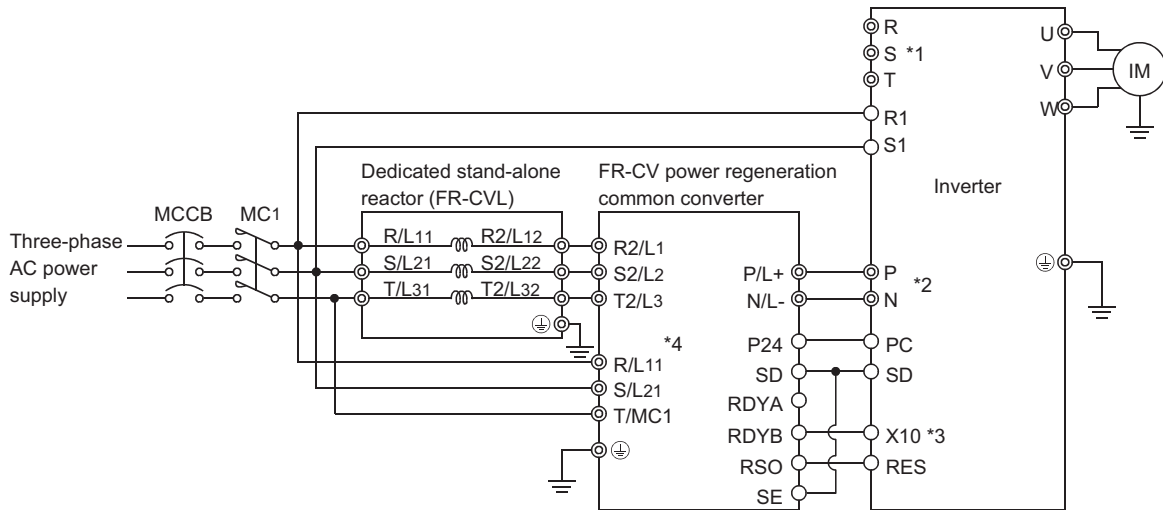 R
S *1
T
R1
S1
U
V
W
IM
Inverter
Dedicated stand-alone
reactor (FR-CVL)
FR-CV power regeneration
common converter
MCCB
MC1
Three-phase
AC power
supply
R/L11
R2/L12
S/L21
S2/L22
T/L31
T2/L32
R2/L1
S2/L2
T2/L3
*4
R/L11
S/L21
T/MC1
P/L+
N/L-
P24
SD
RDYA
RDYB
RSO
SE
P
N
*2
PC
SD
X10 *3
RES